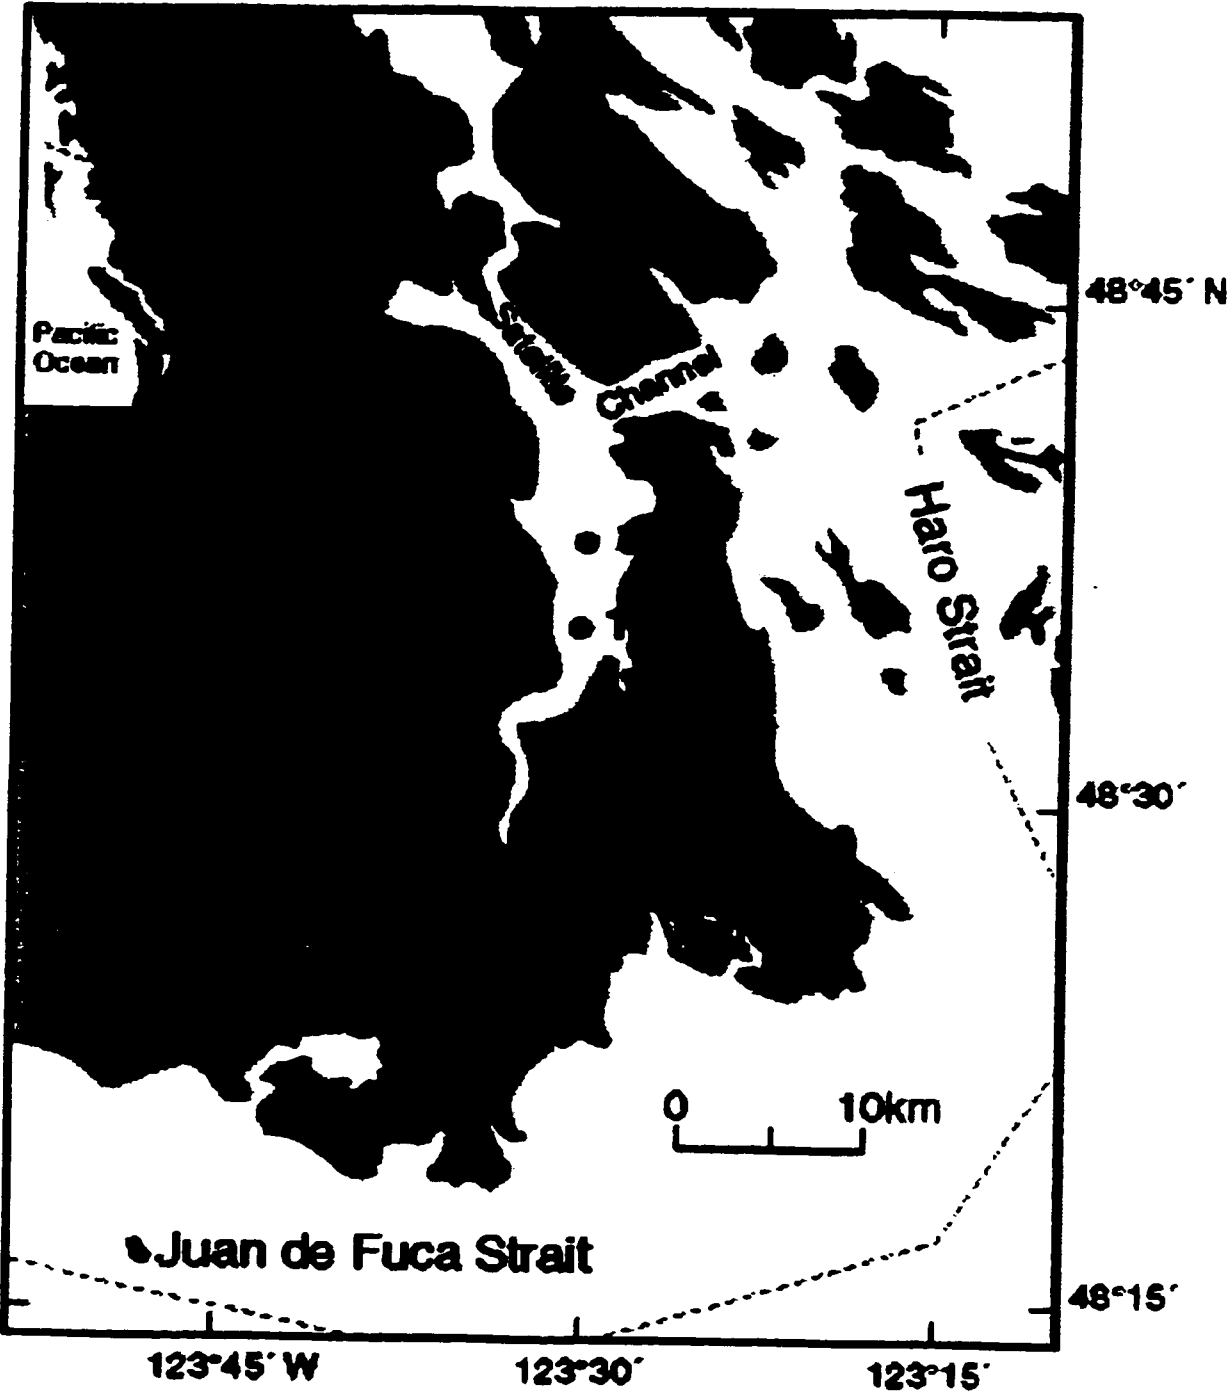 48°45´ N
Pacific
Ocean
Satellite
Channel
Haro Strait
48°30´
0 10km
Juan de Fuca Strait
48°15´
123°45´ W 123°30´ 123°15´